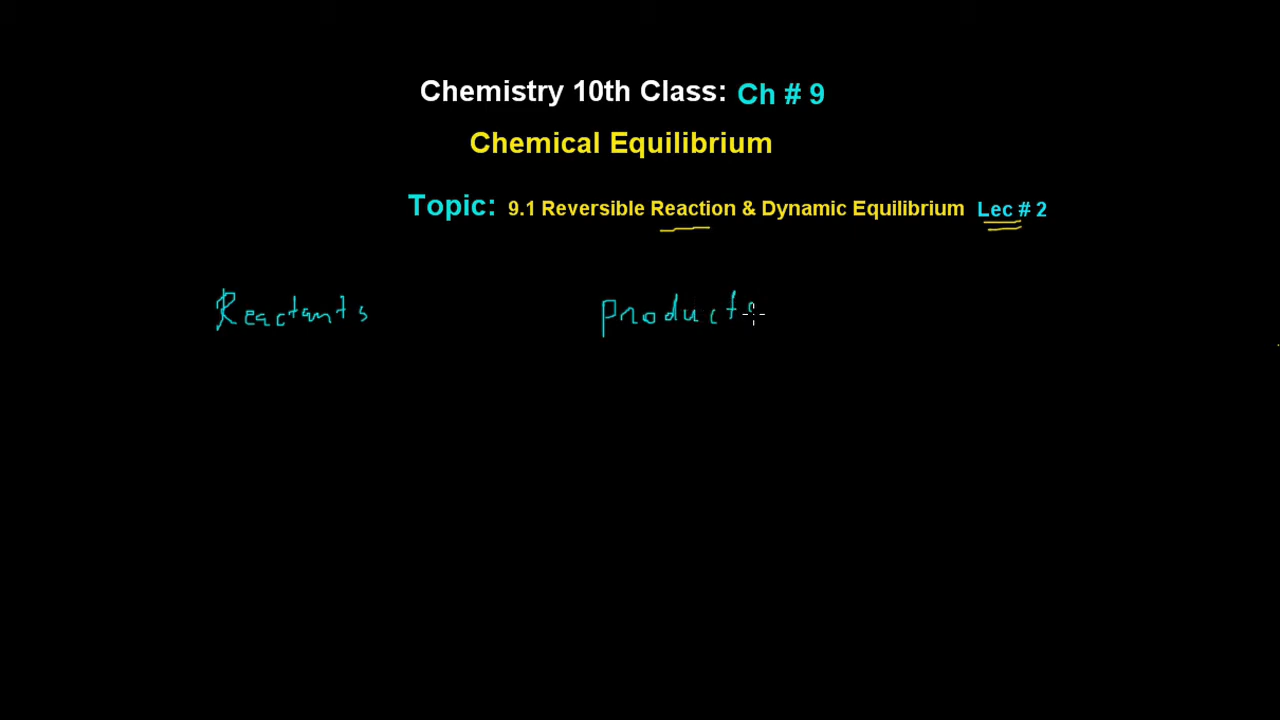 Chemistry 10th Class: Ch # 9
Chemical Equilibrium
Topic: 9.1 Reversible Reaction & Dynamic Equilibrium Lec # 2
Reactants Products